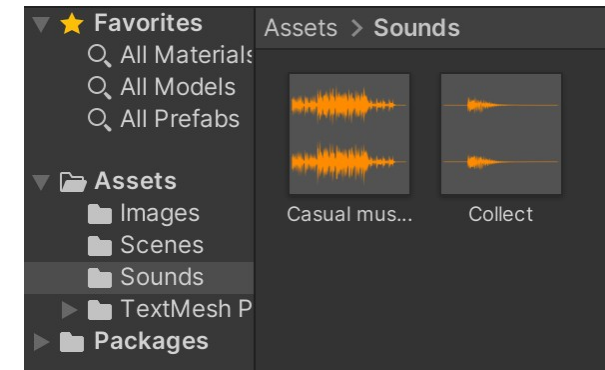 Favorites
All Materials
All Models
All Prefabs
Assets
Images
Scenes
Sounds
TextMesh P
Packages
Assets > Sounds
Casual mus...
Collect